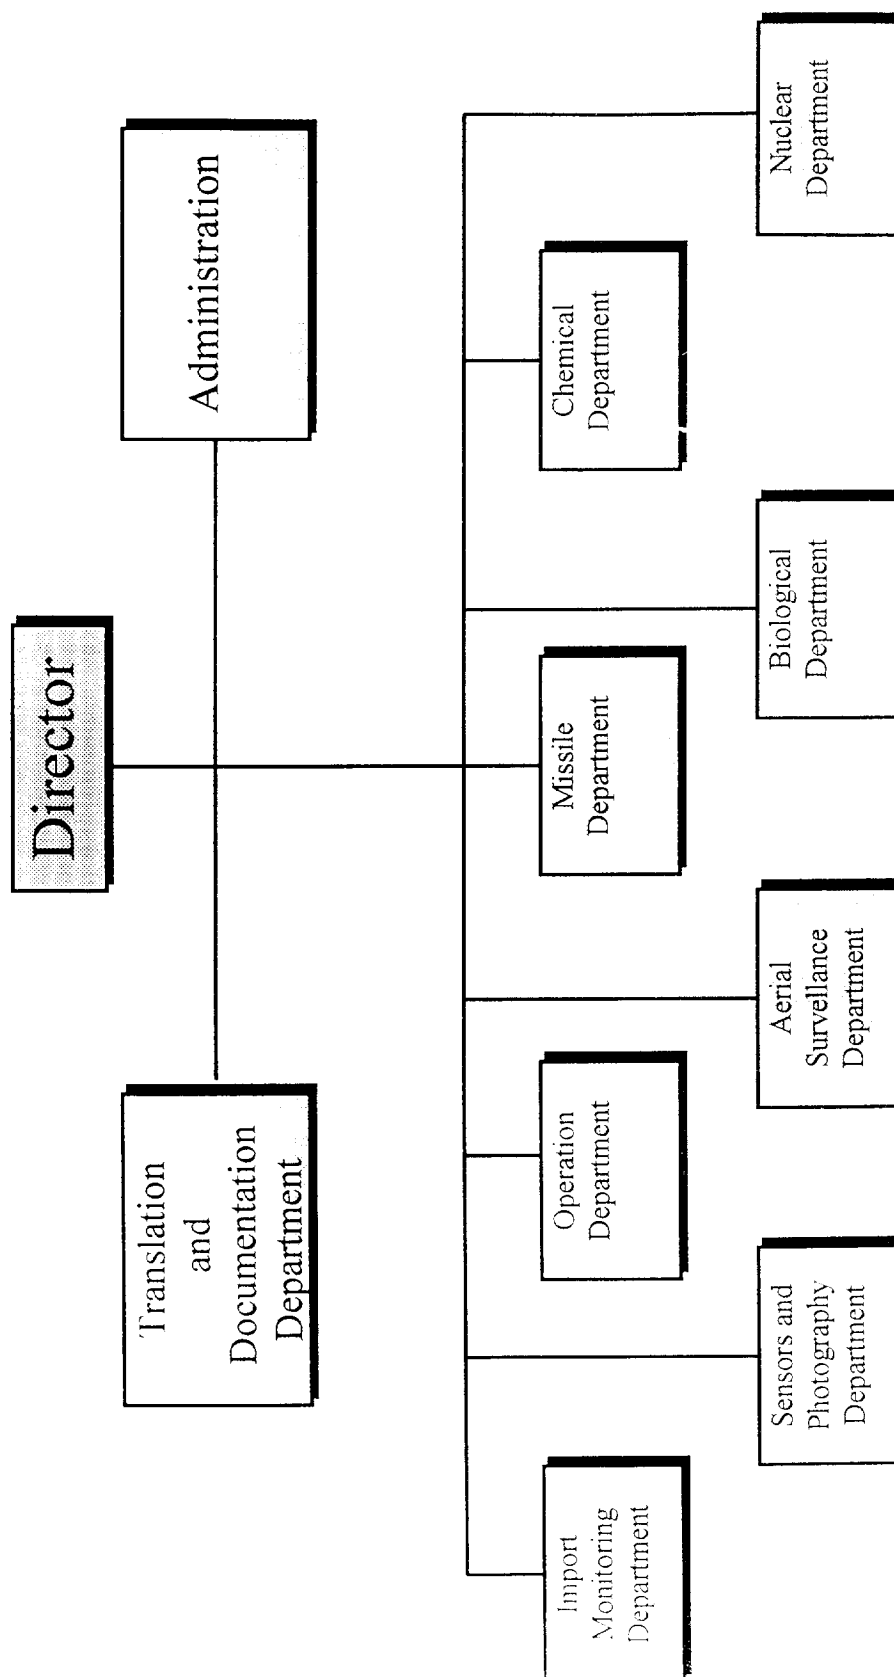 Director
Translation
and
Documentation
Department
Administration
Import
Monitoring
Department
Operation
Department
Missile
Department
Chemical
Department
Sensors and
Photography
Department
Aerial
Survellance
Department
Biological
Department
Nuclear
Department